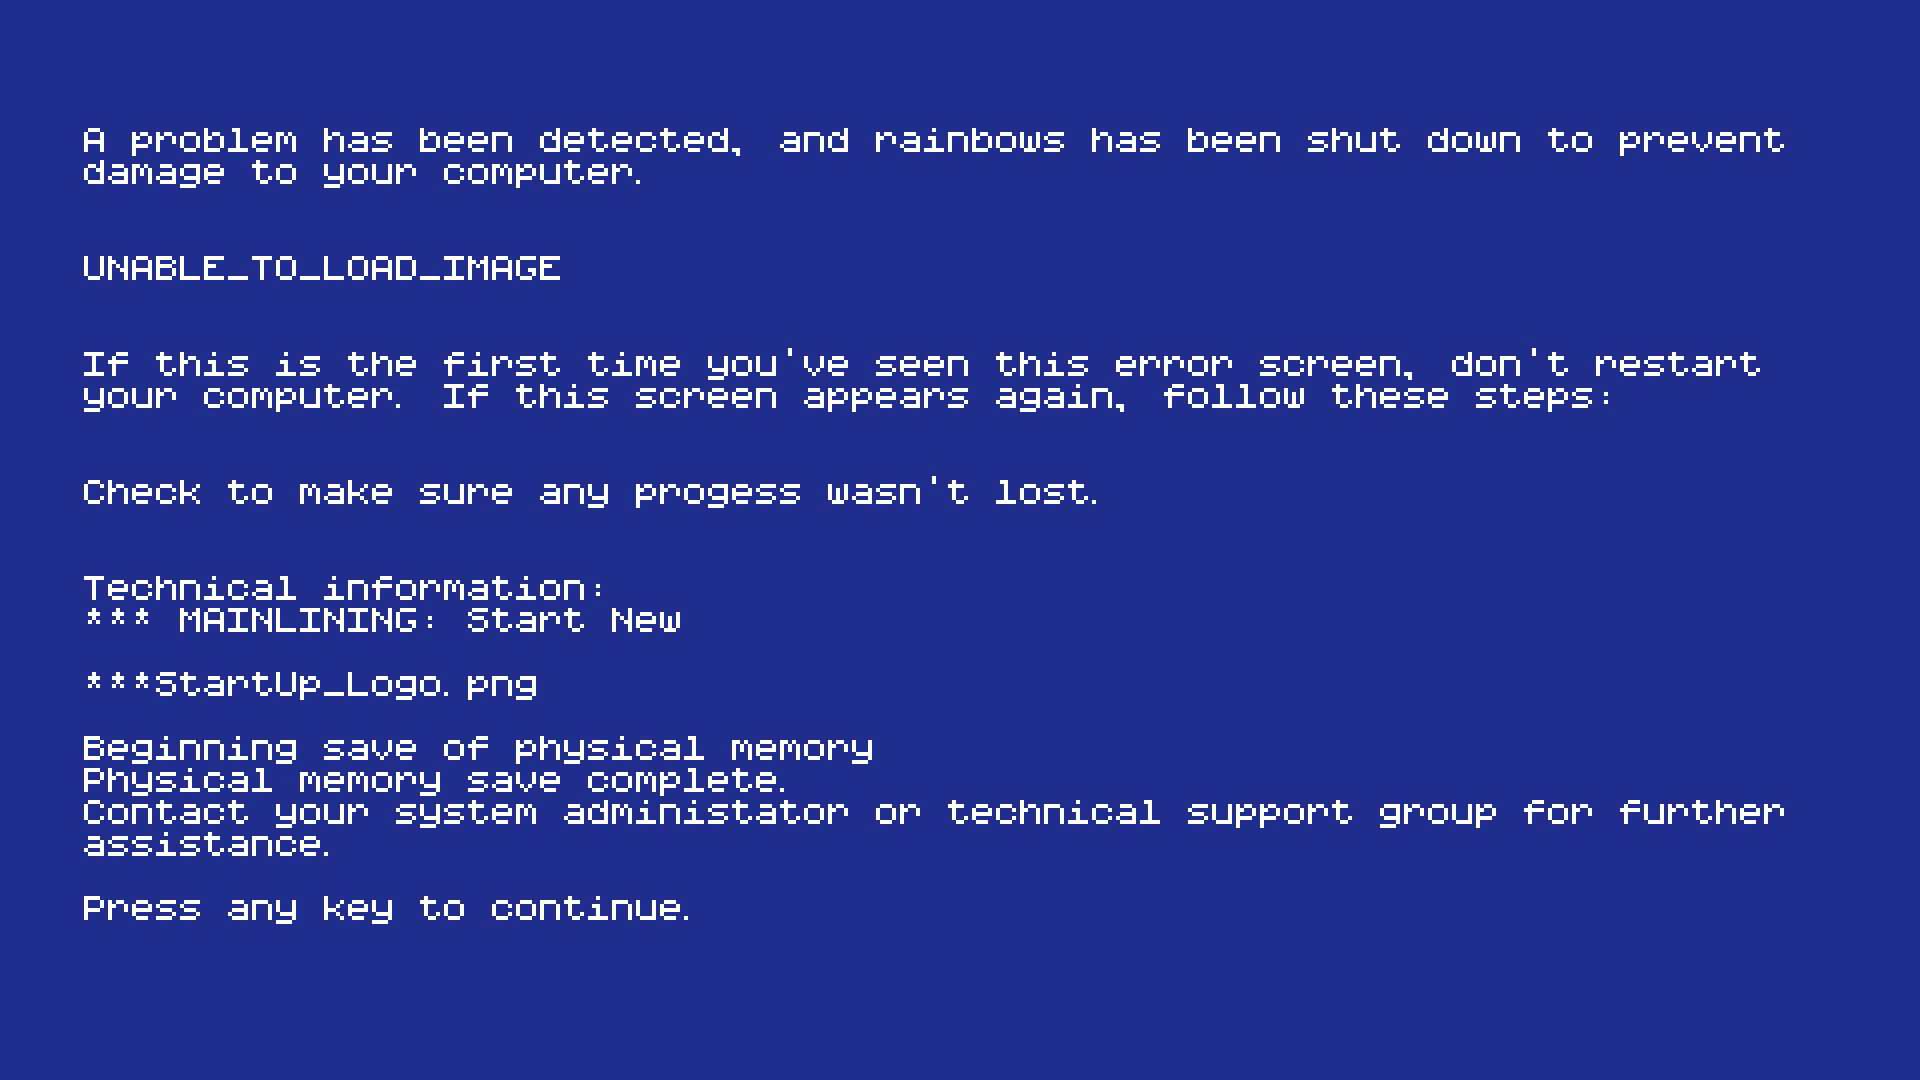 A problem has been detected, and rainbows has been shut down to prevent
damage to your computer.
UNABLE_TO_LOAD_IMAGE
If this is the first time you've seen this error screen, don't restart
your computer. If this screen appears again, follow these steps:
Check to make sure any progess wasn't lost.
Technical information:
*** MAINLINING: Start New
***StartUp_Logo.png
Beginning save of physical memory
Physical memory save complete.
Contact your system administator or technical support group for further
assistance.
Press any key to continue.